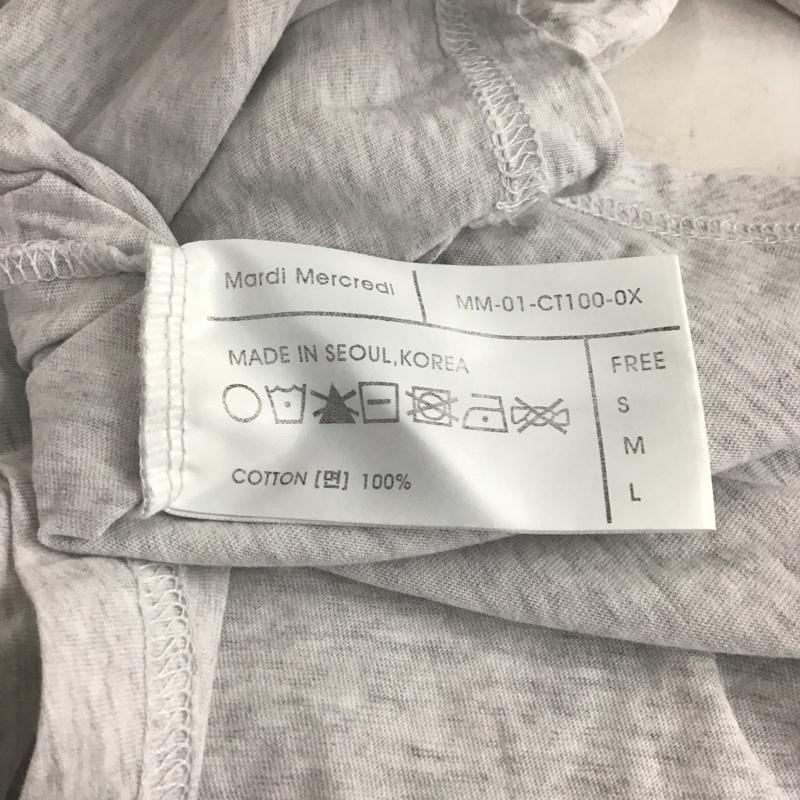 Mardi Mercredi
MM-01-CT100-0X
MADE IN SEOUL,KOREA
FREE
S
M
L
COTTON [면] 100%